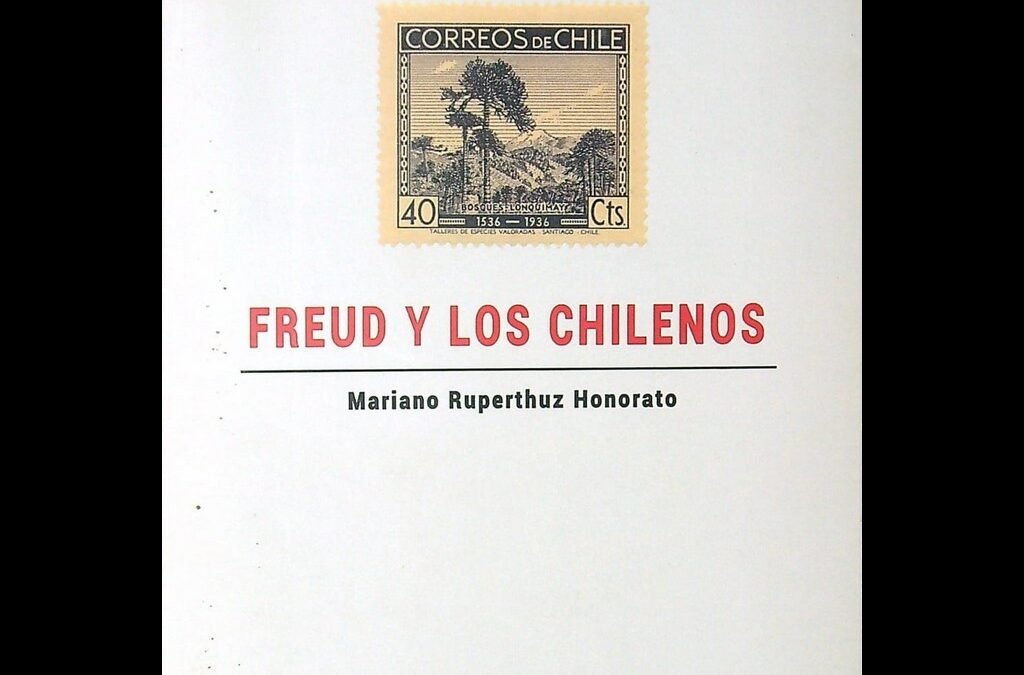 CORREOS DE CHILE
BOSQUES-LONQUIMAY
40 Cts.
1536 — 1936
TALLERES DE ESPECIES VALORADAS - SANTIAGO - CHILE
FREUD Y LOS CHILENOS
Mariano Ruperthuz Honorato